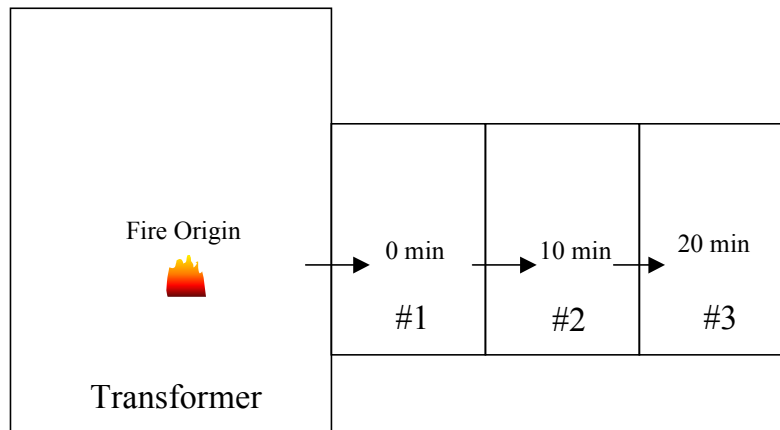 Fire Origin
0 min
10 min
20 min
#1
#2
#3
Transformer